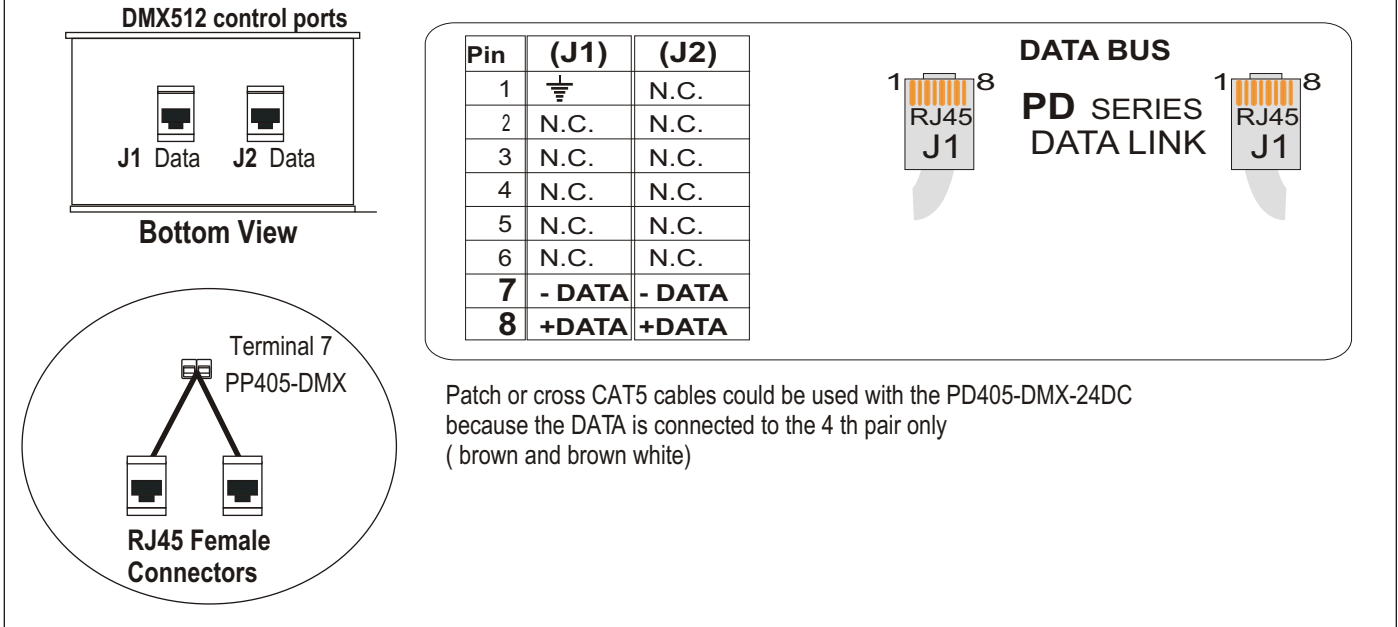 DMX512 control ports
J1 Data J2 Data
Bottom View
Terminal 7
PP405-DMX
RJ45 Female
Connectors
Pin (J1) (J2)
1 N.C.
2 N.C. N.C.
3 N.C. N.C.
4 N.C. N.C.
5 N.C. N.C.
6 N.C. N.C.
7 - DATA - DATA
8 +DATA +DATA
DATA BUS
1 8
RJ45
J1
PD SERIES
DATA LINK
1 8
RJ45
J1
Patch or cross CAT5 cables could be used with the PD405-DMX-24DC
because the DATA is connected to the 4 th pair only
( brown and brown white)